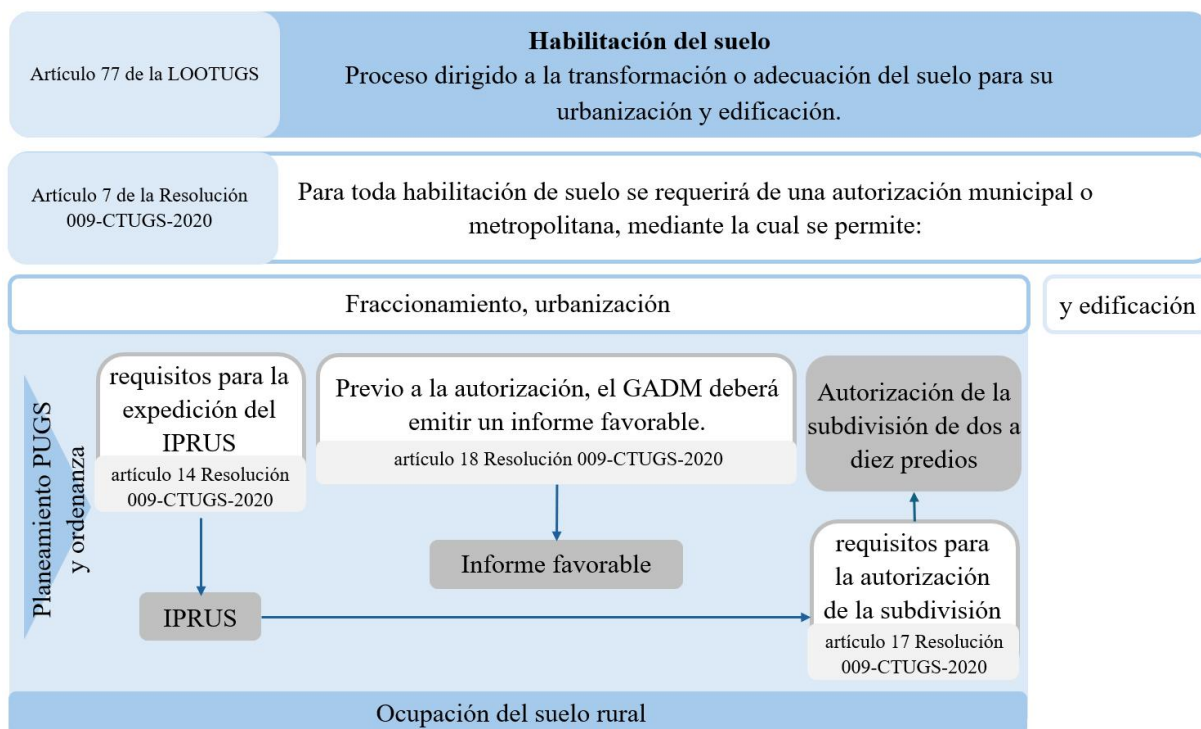 Artículo 77 de la LOOTUGS
Habilitación del suelo
Proceso dirigido a la transformación o adecuación del suelo para su
urbanización y edificación.
Artículo 7 de la Resolución
009-CTUGS-2020
Para toda habilitación de suelo se requerirá de una autorización municipal o
metropolitana, mediante la cual se permite:
Fraccionamiento, urbanización
y edificación
Planeamiento PUGS
y ordenanza
requisitos para la
expedición del
IPRUS
artículo 14 Resolución
009-CTUGS-2020
IPRUS
Previo a la autorización, el GADM deberá
emitir un informe favorable.
artículo 18 Resolución 009-CTUGS-2020
Informe favorable
Autorización de la
subdivisión de dos a
diez predios
requisitos para
la autorización
de la subdivisión
artículo 17 Resolución
009-CTUGS-2020
Ocupación del suelo rural